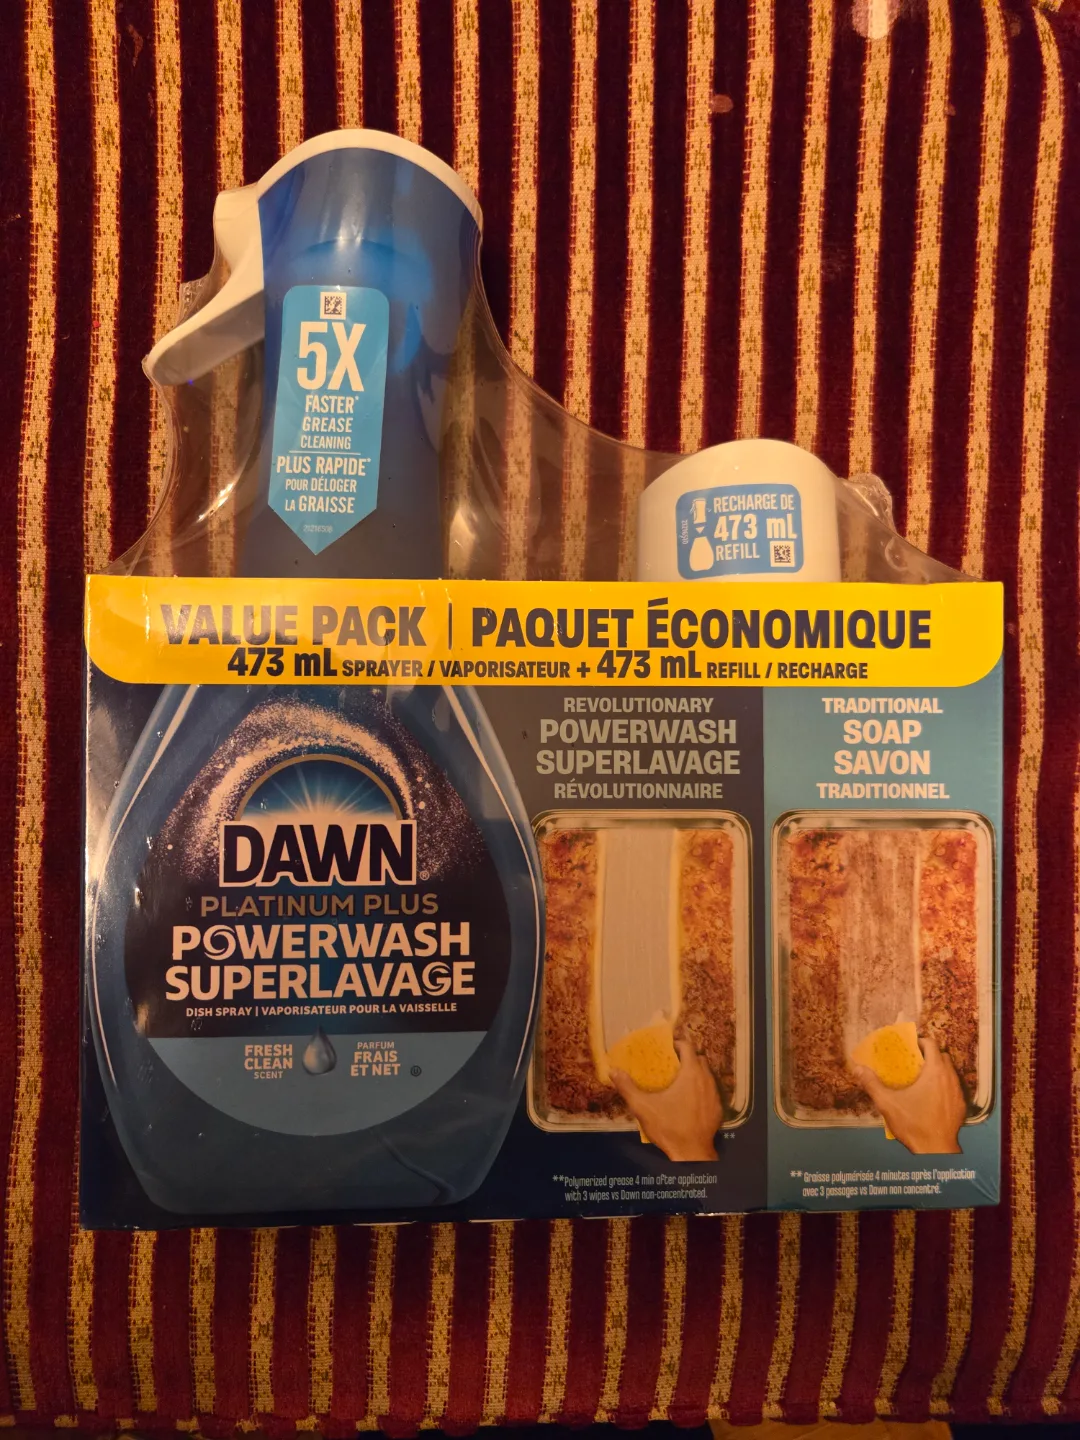 5X
FASTER*
GREASE
CLEANING
PLUS RAPIDE*
POUR DÉLOGER
LA GRAISSE
RECHARGE DE
473 mL
REFILL
VALUE PACK | PAQUET ÉCONOMIQUE
473 mL SPRAYER / VAPORISATEUR + 473 mL REFILL / RECHARGE
DAWN®
PLATINUM PLUS
POWERWASH
SUPERLAVAGE
DISH SPRAY | VAPORISATEUR POUR LA VAISSELLE
FRESH
CLEAN
SCENT
PARFUM
FRAIS
ET NET
REVOLUTIONARY
POWERWASH
SUPERLAVAGE
RÉVOLUTIONNAIRE
**
**Polymerized grease 4 min after application
with 3 wipes vs Dawn non-concentrated.
TRADITIONAL
SOAP
SAVON
TRADITIONNEL
**Graisse polymérisée 4 minutes après l'application
avec 3 passages vs Dawn non concentré.